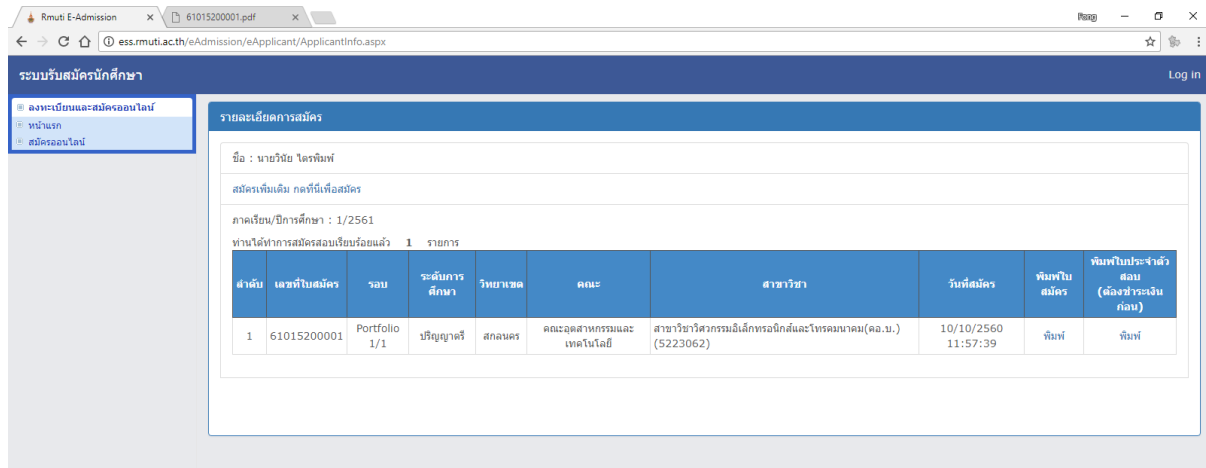 Rmuti E-Admission
61015200001.pdf
Fong
ess.rmuti.ac.th/eAdmission/eApplicant/ApplicantInfo.aspx
ระบบรับสมัครนักศึกษา
Log in
ลงทะเบียนและสมัครออนไลน์
หน้าแรก
สมัครออนไลน์
รายละเอียดการสมัคร
ชื่อ : นายวินัย ไตรพิมพ์
สมัครเพิ่มเติม กดที่นี่เพื่อสมัคร
ภาคเรียน/ปีการศึกษา : 1/2561
ท่านได้ทำการสมัครสอบเรียบร้อยแล้ว 1 รายการ
ลำดับ
เลขที่ใบสมัคร
รอบ
ระดับการ
ศึกษา
วิทยาเขต
คณะ
สาขาวิชา
วันที่สมัคร
พิมพ์ใบ
สมัคร
พิมพ์ใบประจำตัว
สอบ
(ต้องชำระเงิน
ก่อน)
1
61015200001
Portfolio
1/1
ปริญญาตรี
สกลนคร
คณะอุตสาหกรรมและ
เทคโนโลยี
สาขาวิชาวิศวกรรมอิเล็กทรอนิกส์และโทรคมนาคม(คอ.บ.)
(5223062)
10/10/2560
11:57:39
พิมพ์
พิมพ์